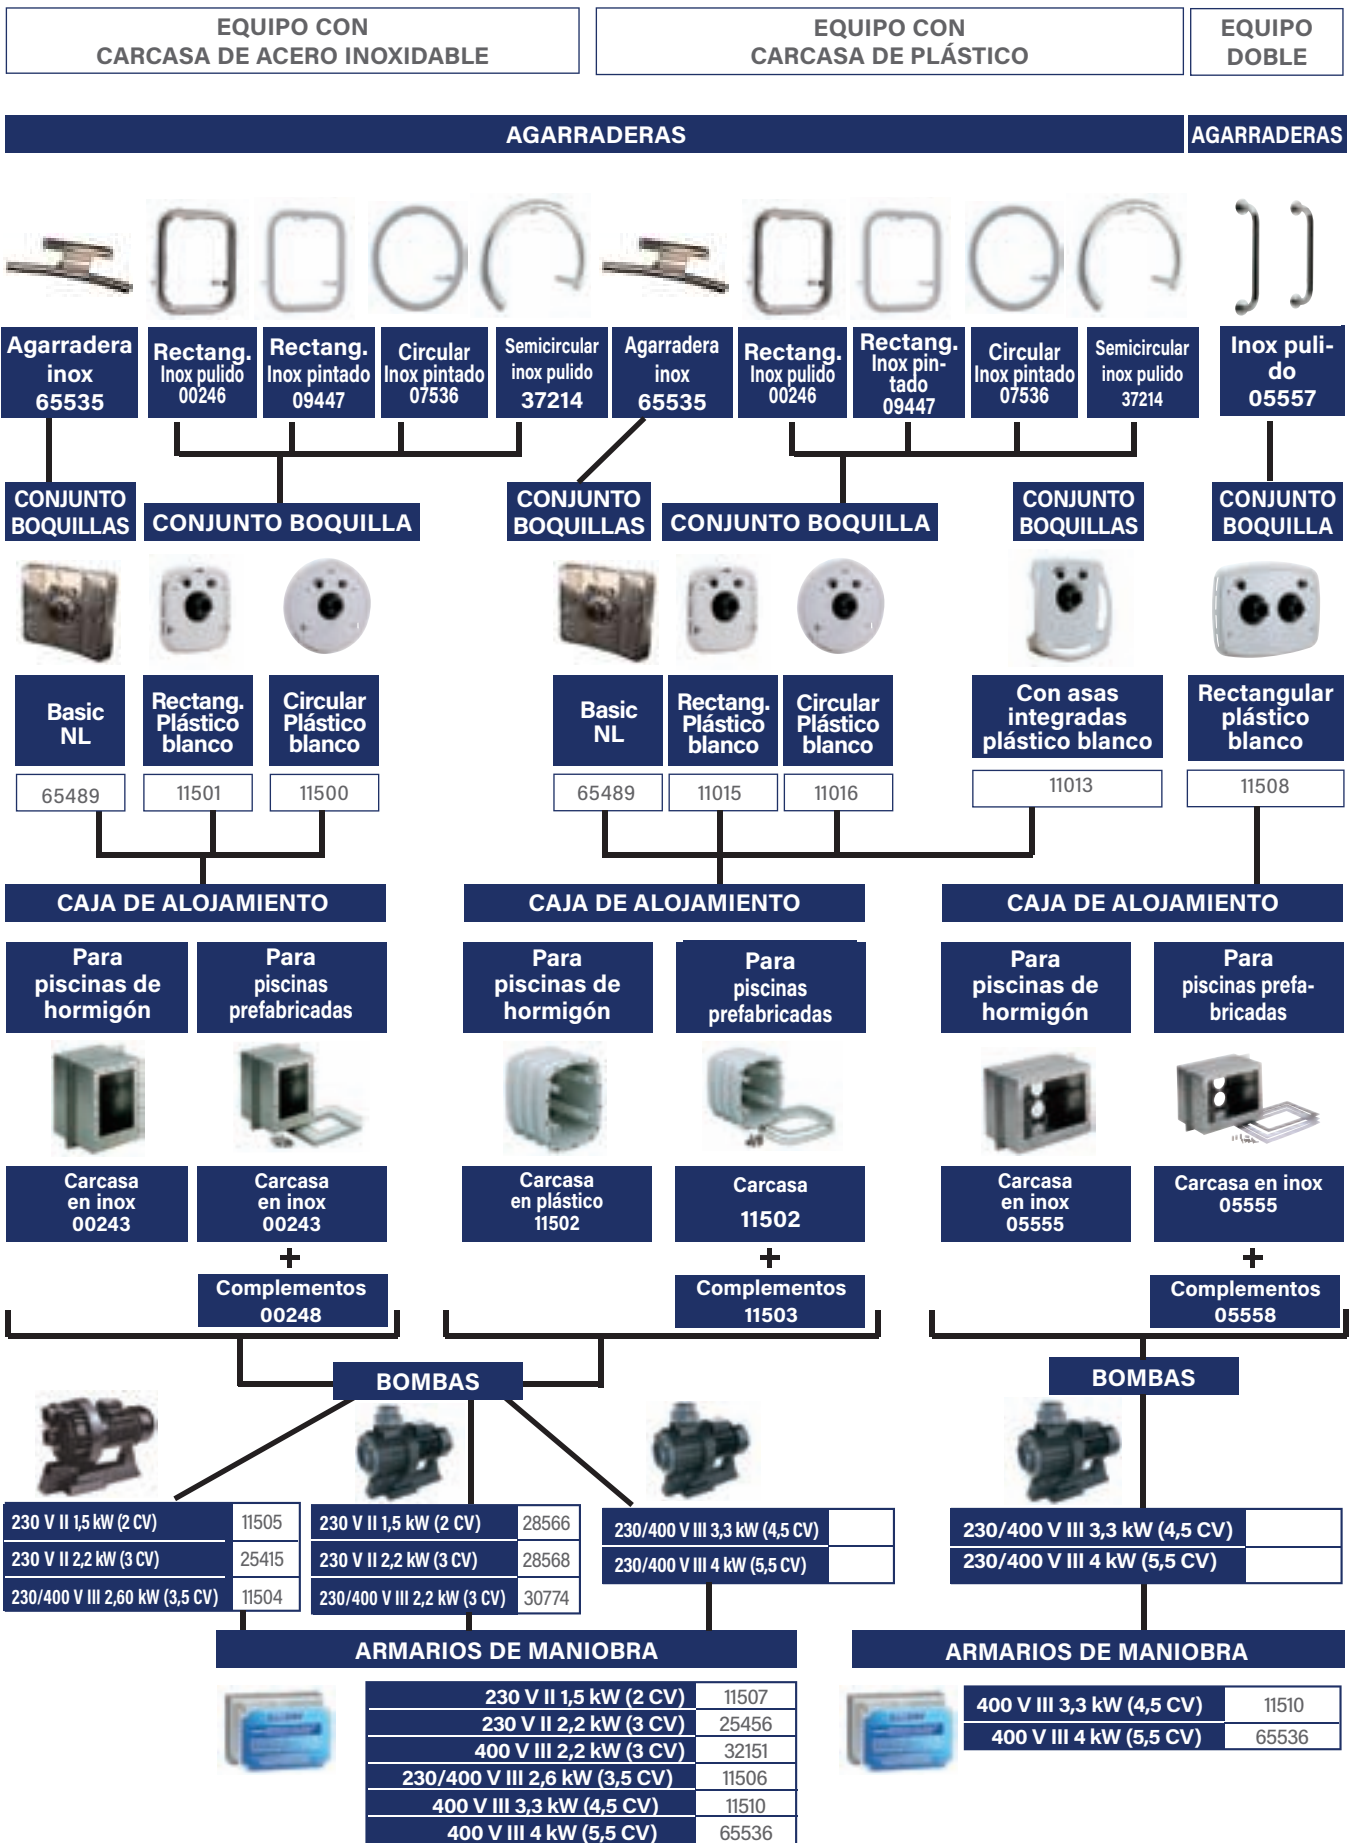 EQUIPO CON
CARCASA DE ACERO INOXIDABLE
EQUIPO CON
CARCASA DE PLÁSTICO
EQUIPO
DOBLE
AGARRADERAS
AGARRADERAS
Agarradera
inox
65535
Rectang.
Inox pulido
00246
Rectang.
Inox pintado
09447
Circular
Inox pintado
07536
Semicircular
inox pulido
37214
Agarradera
inox
65535
Rectang.
Inox pulido
00246
Rectang.
Inox pin-
tado
09447
Circular
Inox pintado
07536
Semicircular
inox pulido
37214
Inox puli-
do
05557
CONJUNTO
BOQUILLAS
CONJUNTO BOQUILLA
CONJUNTO
BOQUILLAS
CONJUNTO BOQUILLA
CONJUNTO
BOQUILLAS
CONJUNTO
BOQUILLA
Basic
NL
Rectang.
Plástico
blanco
Circular
Plástico
blanco
Basic
NL
Rectang.
Plástico
blanco
Circular
Plástico
blanco
Con asas
integradas
plástico blanco
Rectangular
plástico
blanco
65489
11501
11500
65489
11015
11016
11013
11508
CAJA DE ALOJAMIENTO
CAJA DE ALOJAMIENTO
CAJA DE ALOJAMIENTO
Para
piscinas de
hormigón
Para
piscinas
prefabricadas
Para
piscinas de
hormigón
Para
piscinas
prefabricadas
Para
piscinas de
hormigón
Para
piscinas prefa-
bricadas
Carcasa
en inox
00243
Carcasa
en inox
00243
Carcasa
en plástico
11502
Carcasa
11502
Carcasa
en inox
05555
Carcasa en inox
05555
+
+
+
Complementos
00248
Complementos
11503
Complementos
05558
BOMBAS
BOMBAS
230 V II 1,5 kW (2 CV) 11505
230 V II 2,2 kW (3 CV) 25415
230/400 V III 2,60 kW (3,5 CV) 11504
230 V II 1,5 kW (2 CV) 28566
230 V II 2,2 kW (3 CV) 28568
230/400 V III 2,2 kW (3 CV) 30774
230/400 V III 3,3 kW (4,5 CV)
230/400 V III 4 kW (5,5 CV)
230/400 V III 3,3 kW (4,5 CV)
230/400 V III 4 kW (5,5 CV)
ARMARIOS DE MANIOBRA
ARMARIOS DE MANIOBRA
230 V II 1,5 kW (2 CV) 11507
230 V II 2,2 kW (3 CV) 25456
400 V III 2,2 kW (3 CV) 32151
230/400 V III 2,6 kW (3,5 CV) 11506
400 V III 3,3 kW (4,5 CV) 11510
400 V III 4 kW (5,5 CV) 65536
400 V III 3,3 kW (4,5 CV) 11510
400 V III 4 kW (5,5 CV) 65536